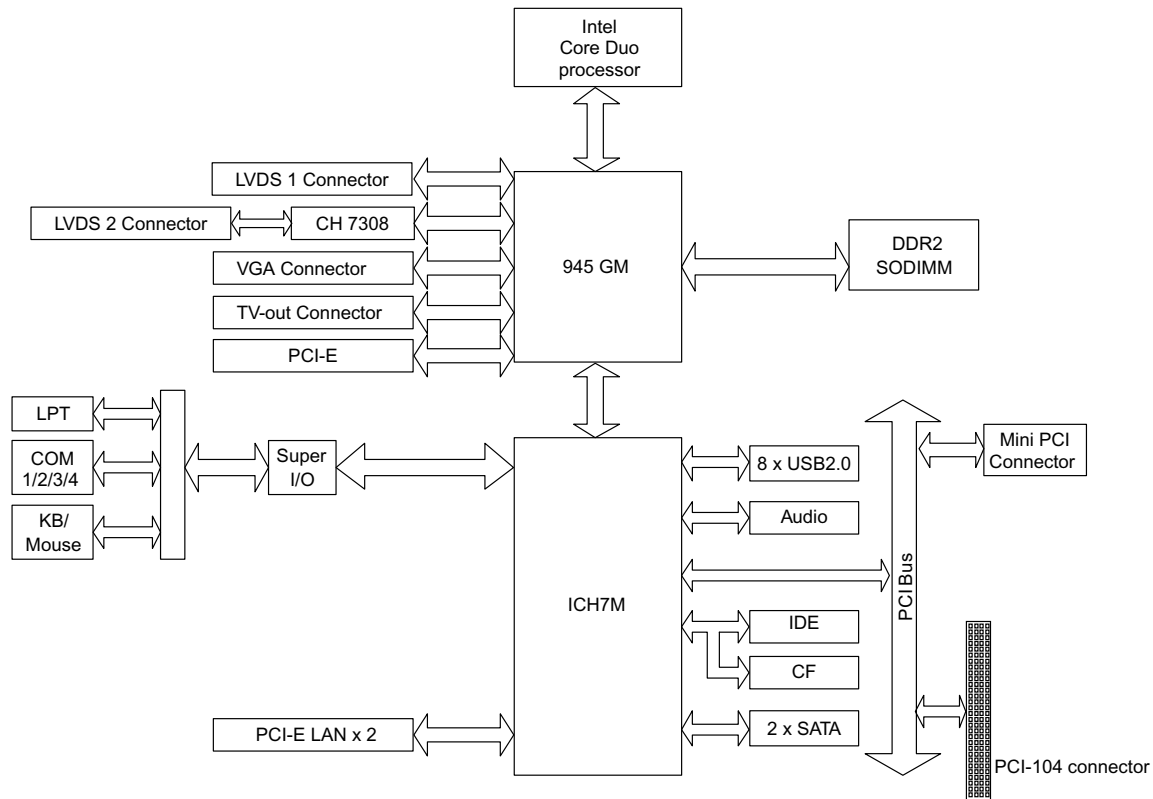 Intel
Core Duo
processor
LVDS 1 Connector
LVDS 2 Connector
CH 7308
VGA Connector
TV-out Connector
PCI-E
945 GM
DDR2
SODIMM
LPT
COM
1/2/3/4
KB/
Mouse
Super
I/O
ICH7M
8 x USB2.0
Audio
IDE
CF
2 x SATA
PCI-E LAN x 2
PCI Bus
Mini PCI
Connector
PCI-104 connector